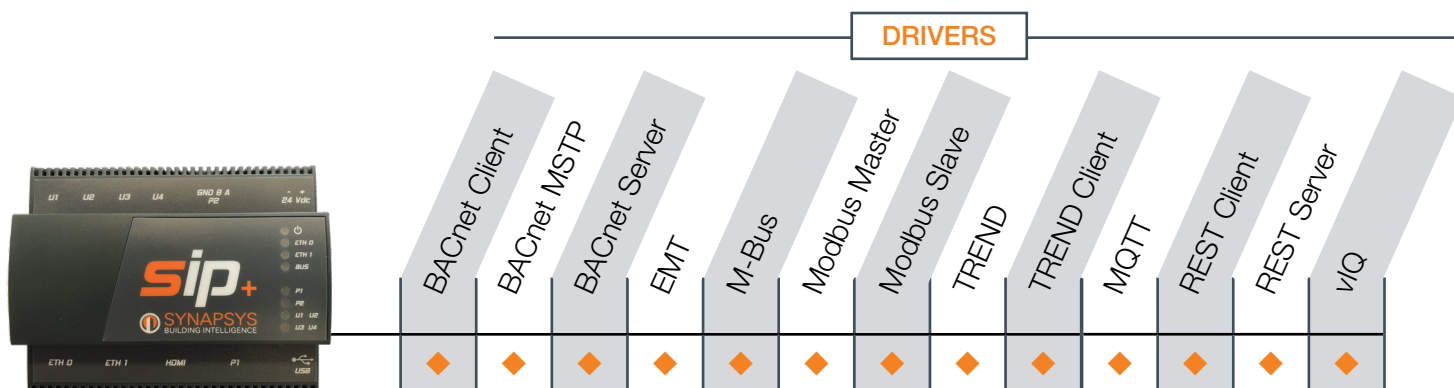 DRIVERS
BACnet Client
BACnet MSTP
BACnet Server
EMT
M-Bus
Modbus Master
Modbus Slave
TREND
TREND Client
MQTT
REST Client
REST Server
vIQ
U1 U2 U3 U4 GND B A - +
P2 24 Vdc
ETH 0
ETH 1
BUS
sip+
P1
P2
SYNAPSYS
BUILDING INTELLIGENCE
U1 U2
U3 U4
ETH 0 ETH 1 HDMI P1
USB